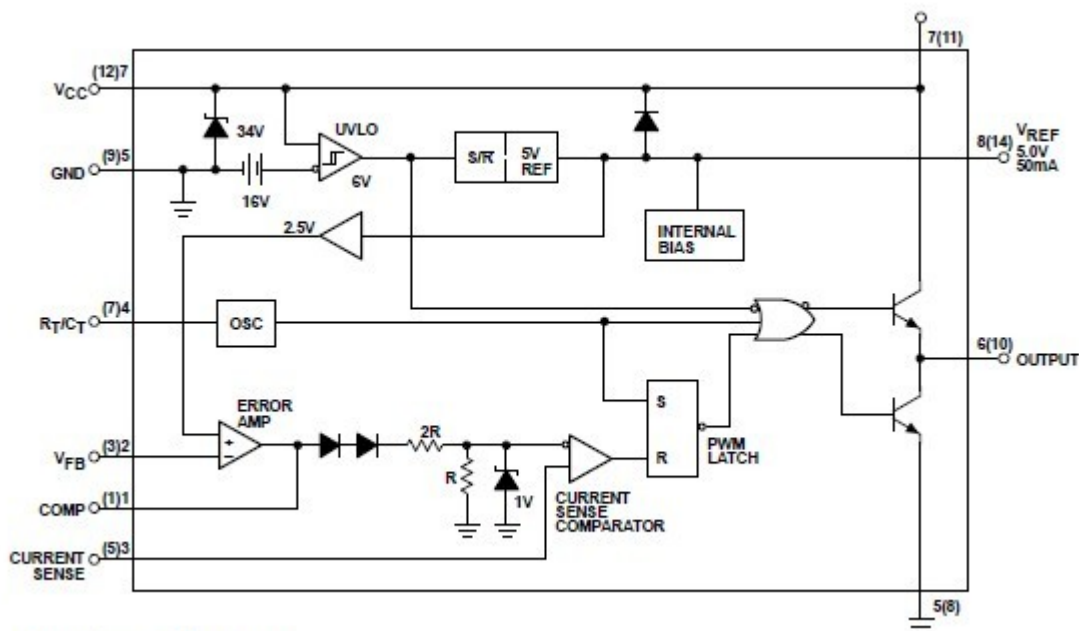 7(11)
(12)7
VCC
34V
UVLO
(9)5
GND
16V
6V
S/R̅
5V
REF
8(14)
VREF
5.0V
50mA
2.5V
INTERNAL
BIAS
(7)4
RT/CT
OSC
6(10)
OUTPUT
ERROR
AMP
+
−
(3)2
VFB
2R
R
1V
S
R
PWM
LATCH
(1)1
COMP
CURRENT
SENSE
COMPARATOR
(5)3
CURRENT
SENSE
5(8)